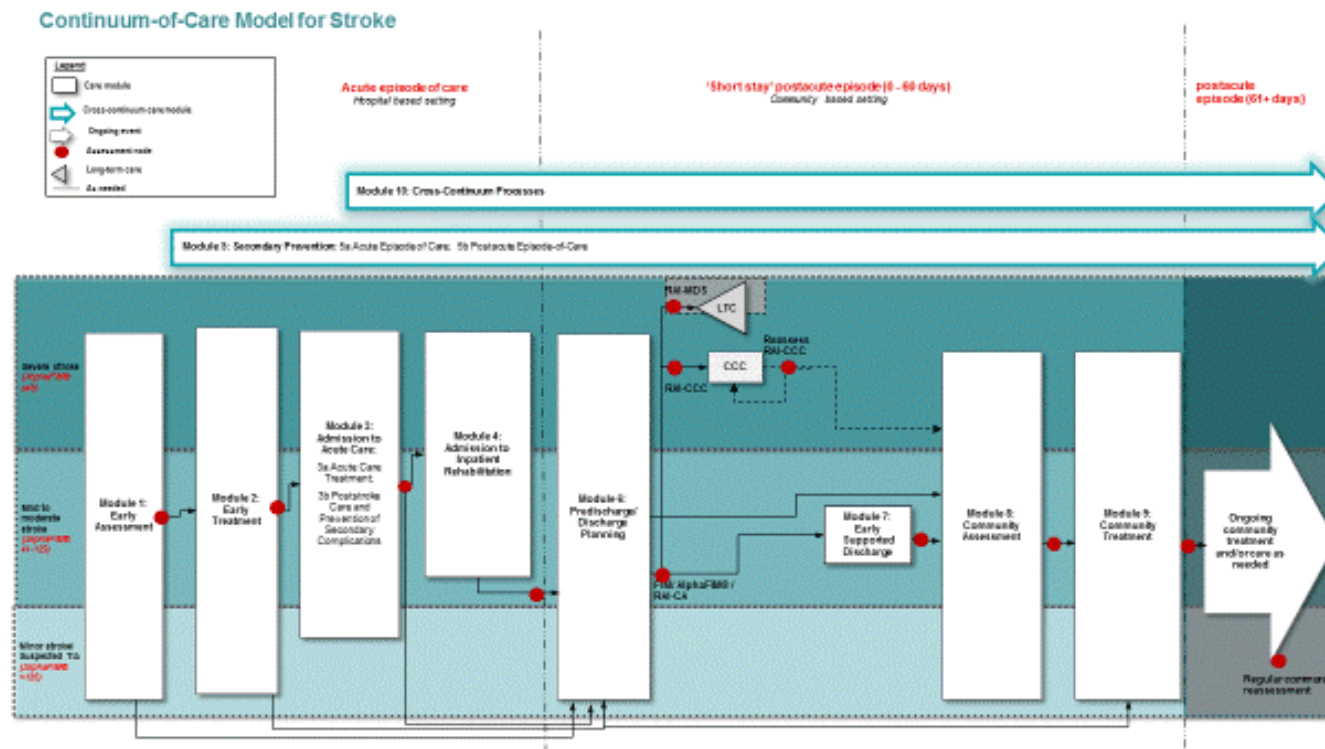 Continuum-of-Care Model for Stroke
Legend
Care module
Cross-continuum care module
Ongoing event
Assessment node
Long-term care
As needed
Acute episode of care
Hospital based setting
'Short stay' postacute episode (0 - 60 days)
Community based setting
postacute
episode (61+ days)
Module 10: Cross-Continuum Processes
Module 5: Secondary Prevention: 5a Acute Episode of Care; 5b Postacute Episode-of-Care
RAI-MDS
LTC
Reassess
RAI-CCC
CCC
RAI-CCC
Severe stroke
Mild to
moderate
stroke
Minor stroke/
Suspected TIA
Module 1:
Early
Assessment
Module 2:
Early
Treatment
Module 3:
Admission to
Acute Care:
3a Acute Care
Treatment.
3b Poststroke
Care and
Prevention of
Secondary
Complications
Module 4:
Admission to
Inpatient
Rehabilitation
Module 6:
Predischarge/
Discharge
Planning
FIM/ AlphaFIM® /
RAI-CA
Module 7:
Early
Supported
Discharge
Module 8:
Community
Assessment
Module 9:
Community
Treatment
Ongoing
community
treatment
and/or care as
needed
Regular commun
reassessment